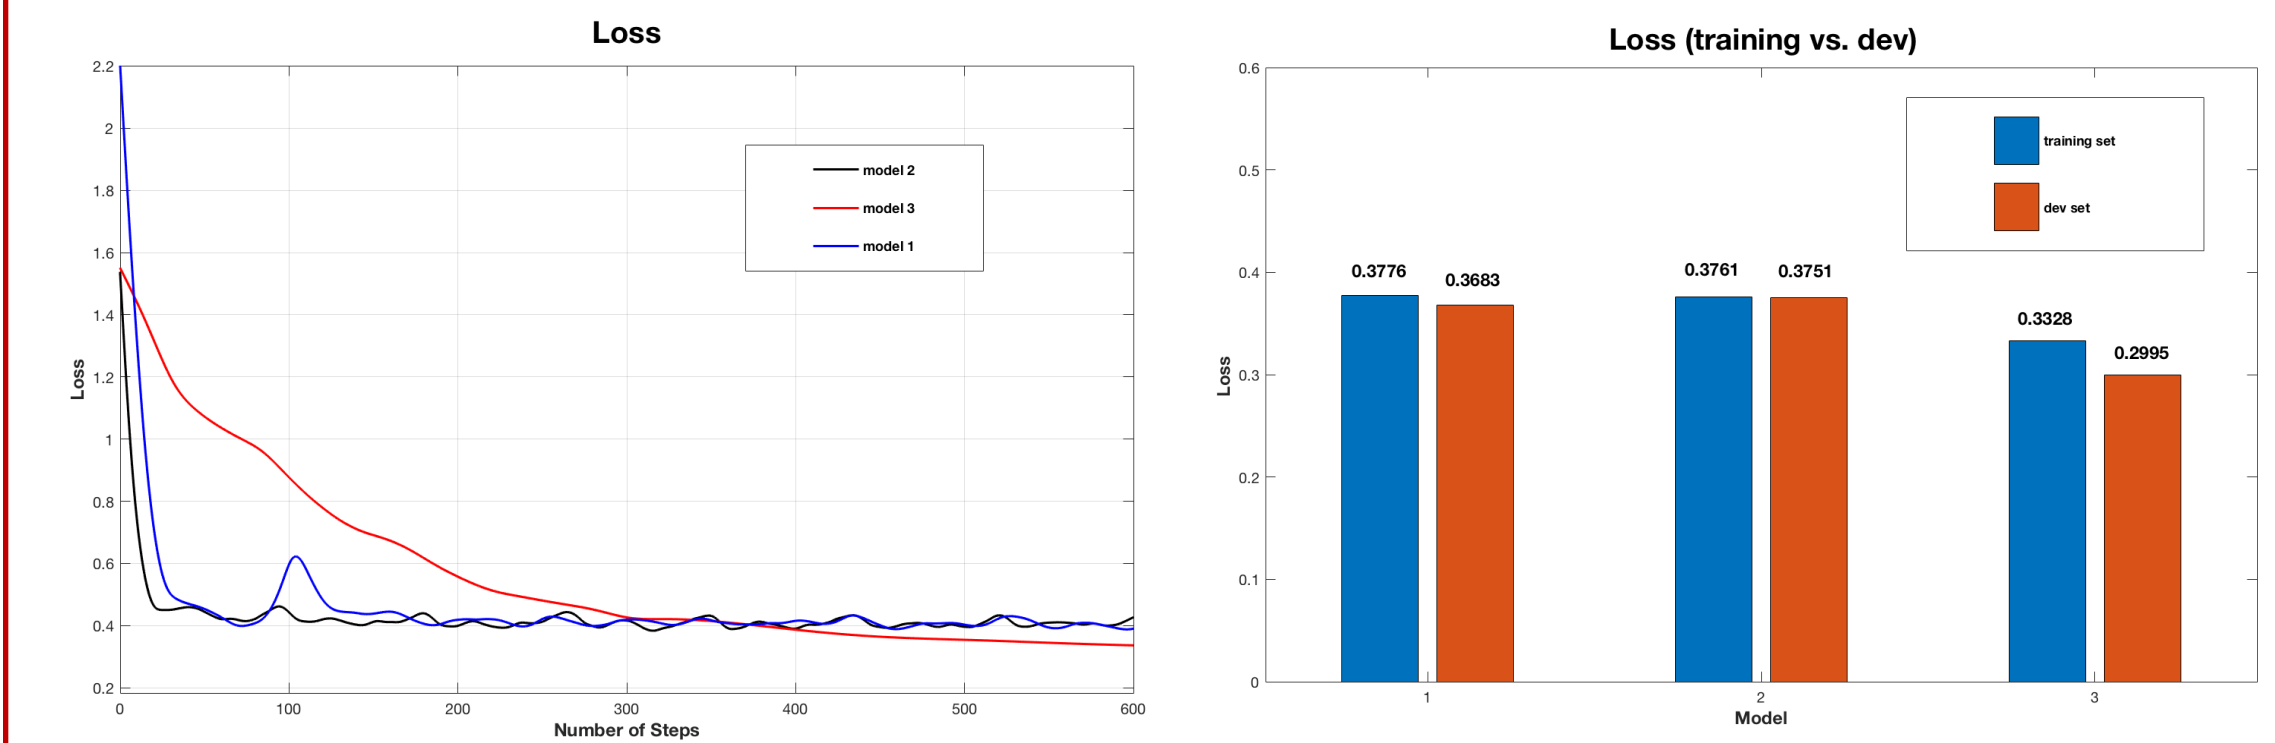 Loss
2.2
2
1.8
1.6
1.4
1.2
1
0.8
0.6
0.4
0.2
Loss
model 2
model 3
model 1
0 100 200 300 400 500 600
Number of Steps
Loss (training vs. dev)
0.6
0.5
0.4
0.3
0.2
0.1
0
Loss
training set
dev set
0.3776 0.3683 0.3761 0.3751 0.3328 0.2995
1 2 3
Model